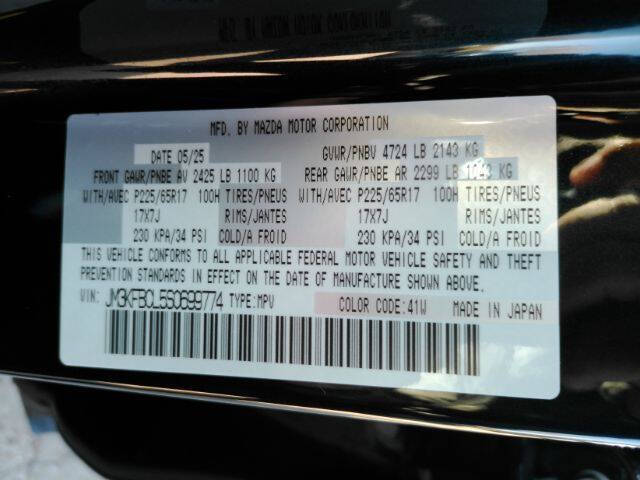 MFD. BY MAZDA MOTOR CORPORATION
DATE 05/25 GVWR/PNBV 4724 LB 2143 KG
FRONT GAWR/PNBE AV 2425 LB 1100 KG REAR GAWR/PNBE AR 2299 LB 1043 KG
WITH/AVEC P225/65R17 100H TIRES/PNEUS WITH/AVEC P225/65R17 100H TIRES/PNEUS
17X7J RIMS/JANTES 17X7J RIMS/JANTES
230 KPA/34 PSI COLD/A FROID 230 KPA/34 PSI COLD/A FROID
THIS VEHICLE CONFORMS TO ALL APPLICABLE FEDERAL MOTOR VEHICLE SAFETY AND THEFT
PREVENTION STANDARDS IN EFFECT ON THE DATE OF MANUFACTURE SHOWN ABOVE.
VIN: JM3KFBCL5S0699774 TYPE:MPV COLOR CODE:41W MADE IN JAPAN